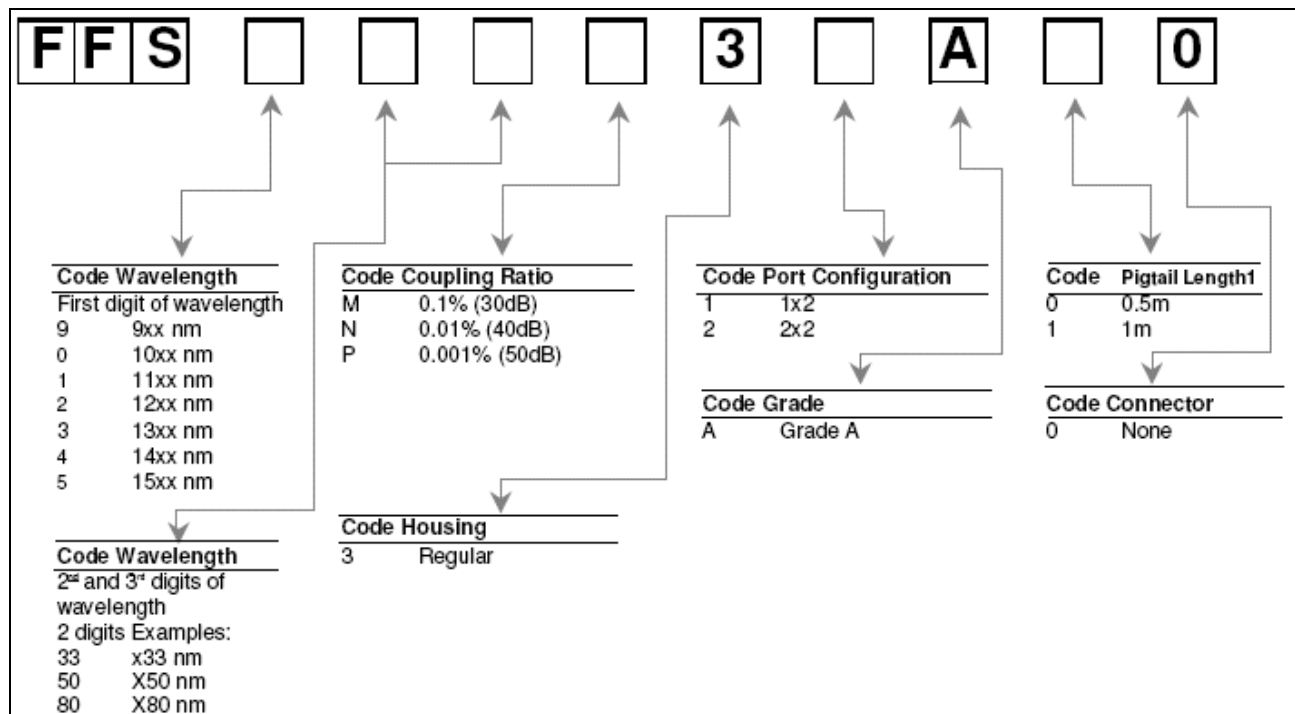 FFS 3 A 0
Code Wavelength
First digit of wavelength
9 9xx nm
0 10xx nm
1 11xx nm
2 12xx nm
3 13xx nm
4 14xx nm
5 15xx nm
Code Wavelength
2nd and 3rd digits of
wavelength
2 digits Examples:
33 x33 nm
50 X50 nm
80 X80 nm
Code Coupling Ratio
M 0.1% (30dB)
N 0.01% (40dB)
P 0.001% (50dB)
Code Housing
3 Regular
Code Port Configuration
1 1x2
2 2x2
Code Grade
A Grade A
Code Pigtail Length1
0 0.5m
1 1m
Code Connector
0 None